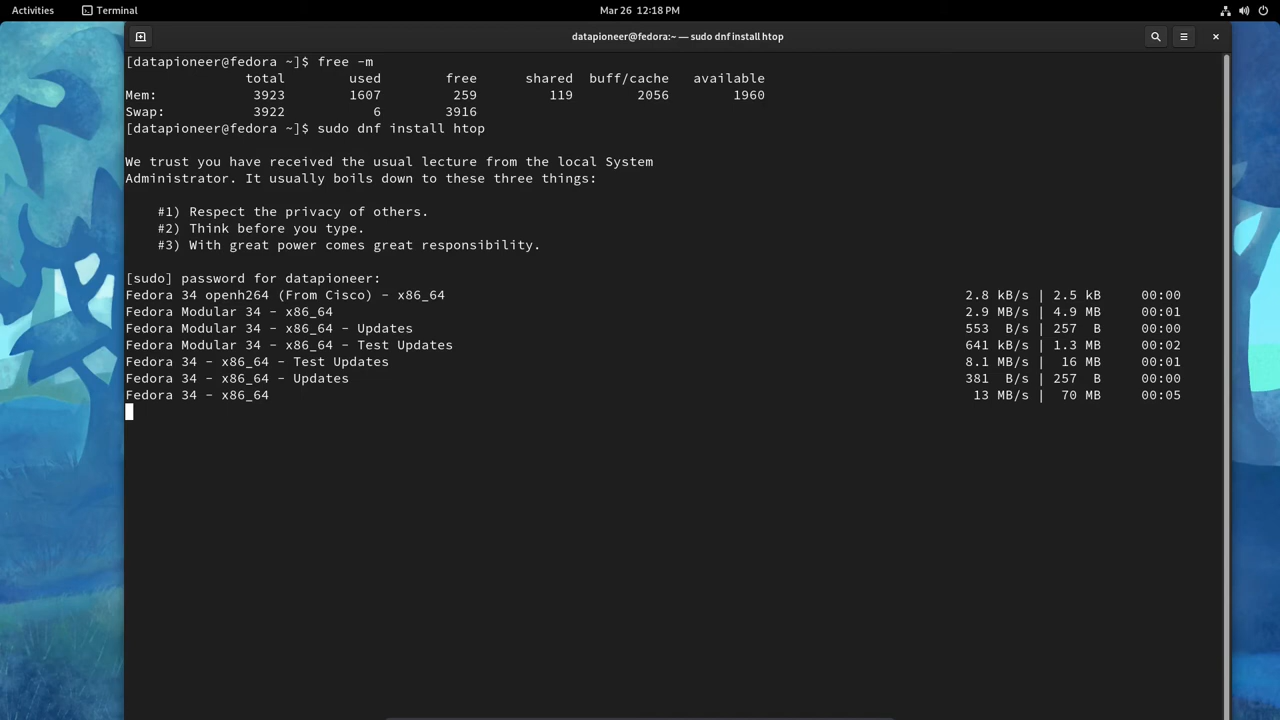 Activities Terminal Mar 26 12:18 PM
datapioneer@fedora:~ — sudo dnf install htop
[datapioneer@fedora ~]$ free -m
total used free shared buff/cache available
Mem: 3923 1607 259 119 2056 1960
Swap: 3922 6 3916
[datapioneer@fedora ~]$ sudo dnf install htop
We trust you have received the usual lecture from the local System
Administrator. It usually boils down to these three things:
#1) Respect the privacy of others.
#2) Think before you type.
#3) With great power comes great responsibility.
[sudo] password for datapioneer:
Fedora 34 openh264 (From Cisco) - x86_64 2.8 kB/s | 2.5 kB 00:00
Fedora Modular 34 - x86_64 2.9 MB/s | 4.9 MB 00:01
Fedora Modular 34 - x86_64 - Updates 553 B/s | 257 B 00:00
Fedora Modular 34 - x86_64 - Test Updates 641 kB/s | 1.3 MB 00:02
Fedora 34 - x86_64 - Test Updates 8.1 MB/s | 16 MB 00:01
Fedora 34 - x86_64 - Updates 381 B/s | 257 B 00:00
Fedora 34 - x86_64 13 MB/s | 70 MB 00:05